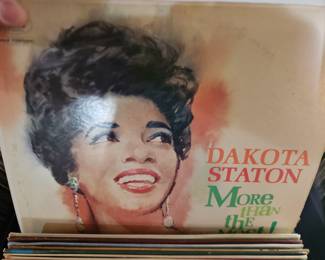 DAKOTA
STATON
More
than
the